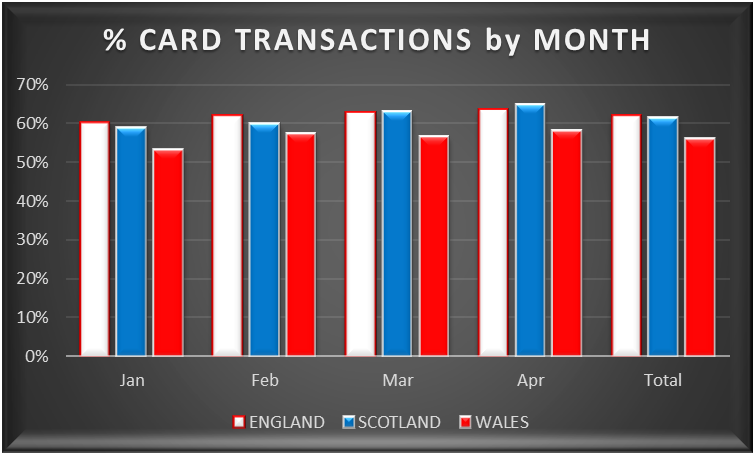 % CARD TRANSACTIONS by MONTH
70%
60%
50%
40%
30%
20%
10%
0%
Jan Feb Mar Apr Total
ENGLAND SCOTLAND WALES